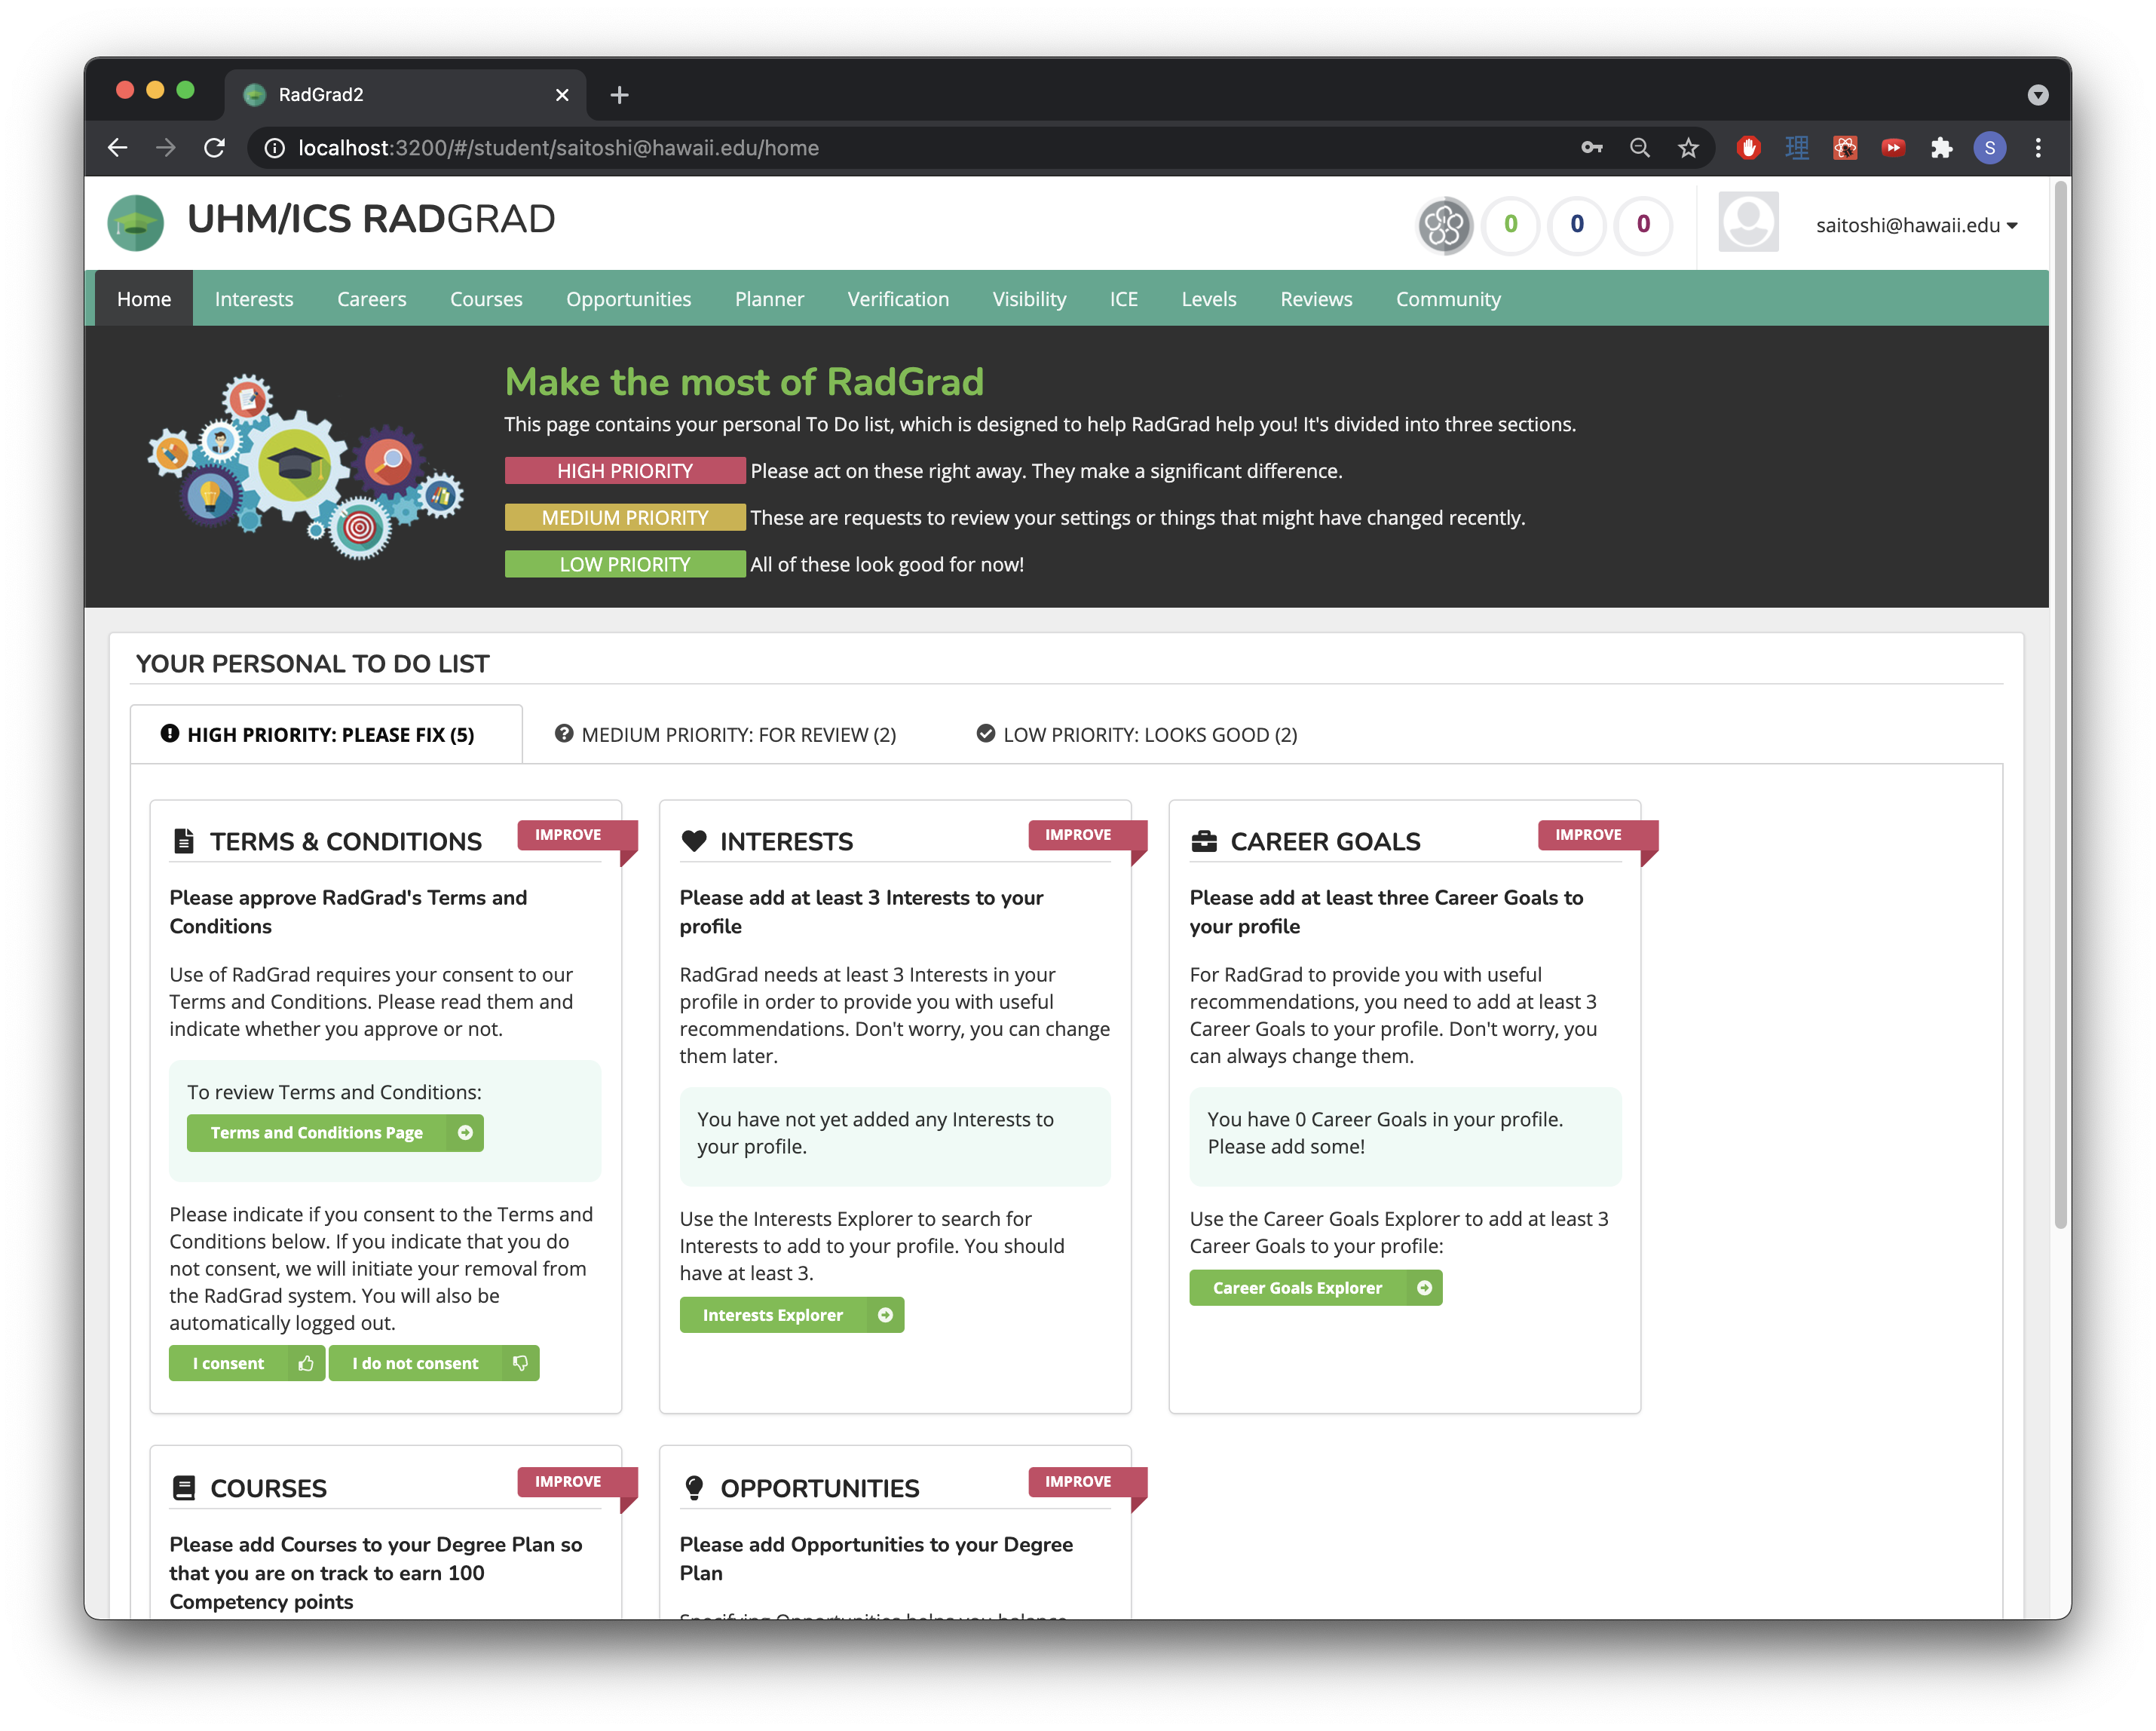 RadGrad2
localhost:3200/#/student/saitoshi@hawaii.edu/home
理
S
UHM/ICS RADGRAD
0
0
0
saitoshi@hawaii.edu
Home Interests Careers Courses Opportunities Planner Verification Visibility ICE Levels Reviews Community
Make the most of RadGrad
This page contains your personal To Do list, which is designed to help RadGrad help you! It's divided into three sections.
HIGH PRIORITY Please act on these right away. They make a significant difference.
MEDIUM PRIORITY These are requests to review your settings or things that might have changed recently.
LOW PRIORITY All of these look good for now!
YOUR PERSONAL TO DO LIST
HIGH PRIORITY: PLEASE FIX (5)
MEDIUM PRIORITY: FOR REVIEW (2)
LOW PRIORITY: LOOKS GOOD (2)
TERMS & CONDITIONS
IMPROVE
Please approve RadGrad's Terms and
Conditions
Use of RadGrad requires your consent to our
Terms and Conditions. Please read them and
indicate whether you approve or not.
To review Terms and Conditions:
Terms and Conditions Page
Please indicate if you consent to the Terms and
Conditions below. If you indicate that you do
not consent, we will initiate your removal from
the RadGrad system. You will also be
automatically logged out.
I consent
I do not consent
INTERESTS
IMPROVE
Please add at least 3 Interests to your
profile
RadGrad needs at least 3 Interests in your
profile in order to provide you with useful
recommendations. Don't worry, you can change
them later.
You have not yet added any Interests to
your profile.
Use the Interests Explorer to search for
Interests to add to your profile. You should
have at least 3.
Interests Explorer
CAREER GOALS
IMPROVE
Please add at least three Career Goals to
your profile
For RadGrad to provide you with useful
recommendations, you need to add at least 3
Career Goals to your profile. Don't worry, you
can always change them.
You have 0 Career Goals in your profile.
Please add some!
Use the Career Goals Explorer to add at least 3
Career Goals to your profile:
Career Goals Explorer
COURSES
IMPROVE
Please add Courses to your Degree Plan so
that you are on track to earn 100
Competency points
OPPORTUNITIES
IMPROVE
Please add Opportunities to your Degree
Plan
Specifying Opportunities helps you balance